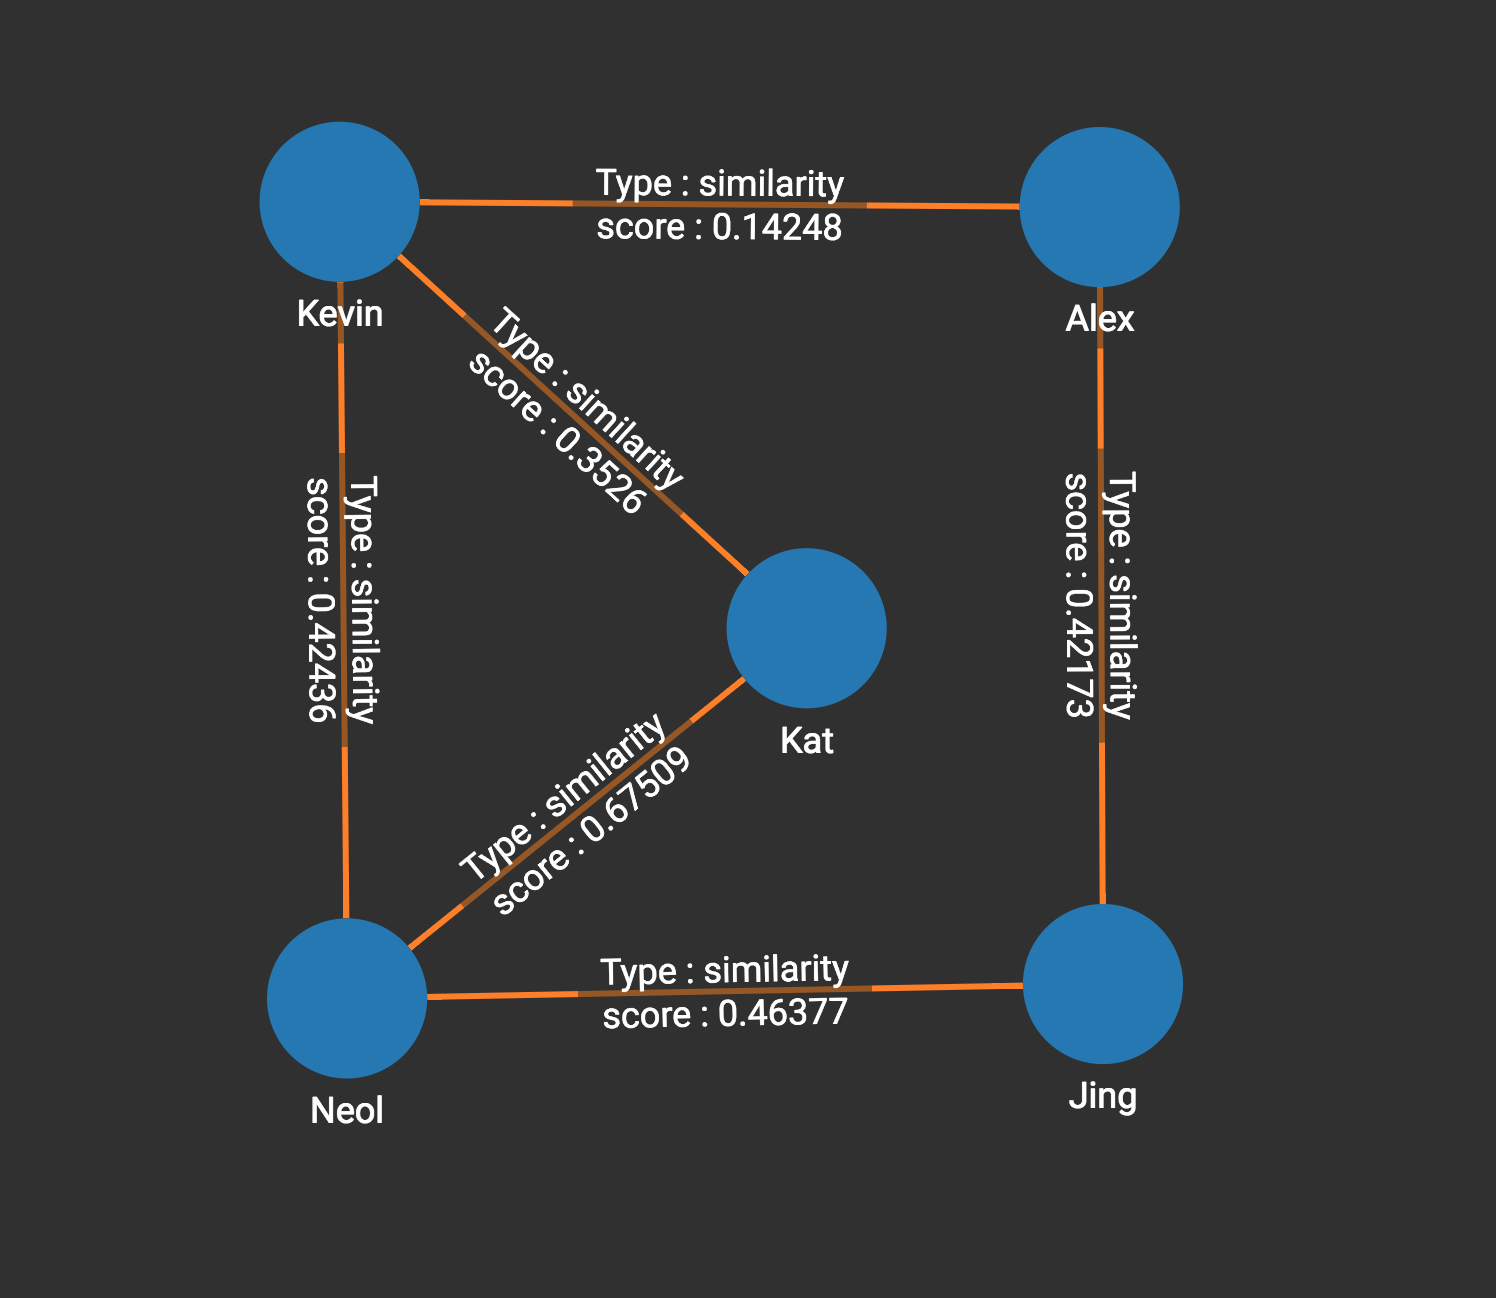 Type : similarity
score : 0.14248
Kevin
Alex
Type : similarity
score : 0.3526
Type : similarity
score : 0.42436
Type : similarity
score : 0.42173
Kat
Type : similarity
score : 0.67509
Type : similarity
score : 0.46377
Neol
Jing